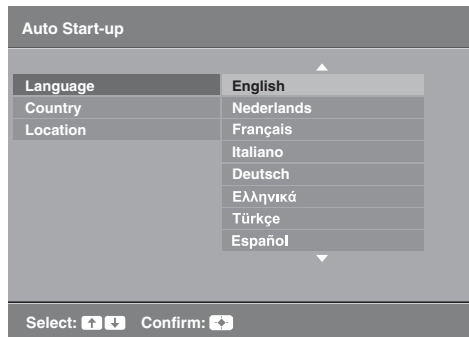 Auto Start-up
Language
English
Country
Nederlands
Location
Français
Italiano
Deutsch
Ελληνικά
Türkçe
Español
Select: Confirm: